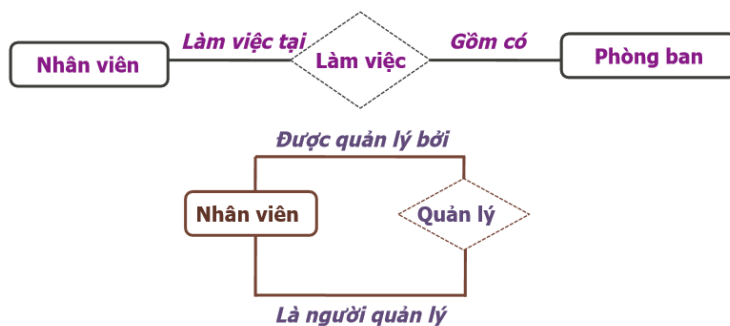 Làm việc tại
Gồm có
Nhân viên
Làm việc
Phòng ban
Được quản lý bởi
Nhân viên
Quản lý
Là người quản lý